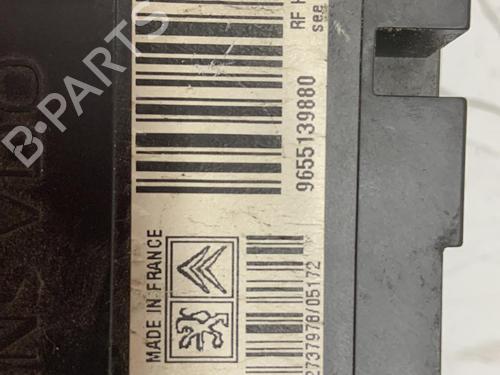 RF
see
9655139880
MADE IN FRANCE
2737978/05172
B-PARTS